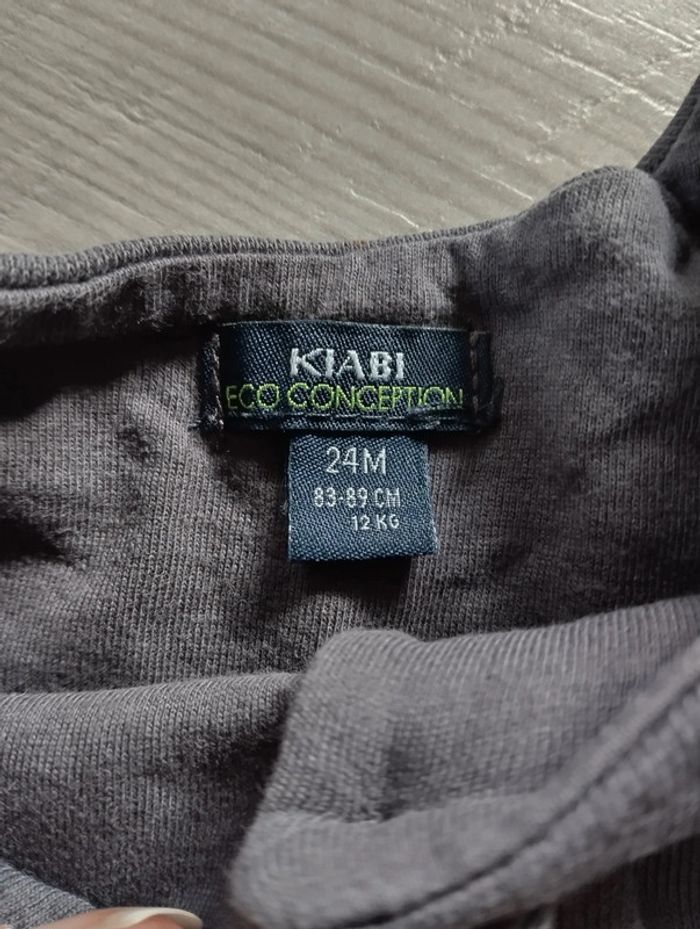 KIABI
ECO CONCEPTION
24M
83-89 CM
12 KG